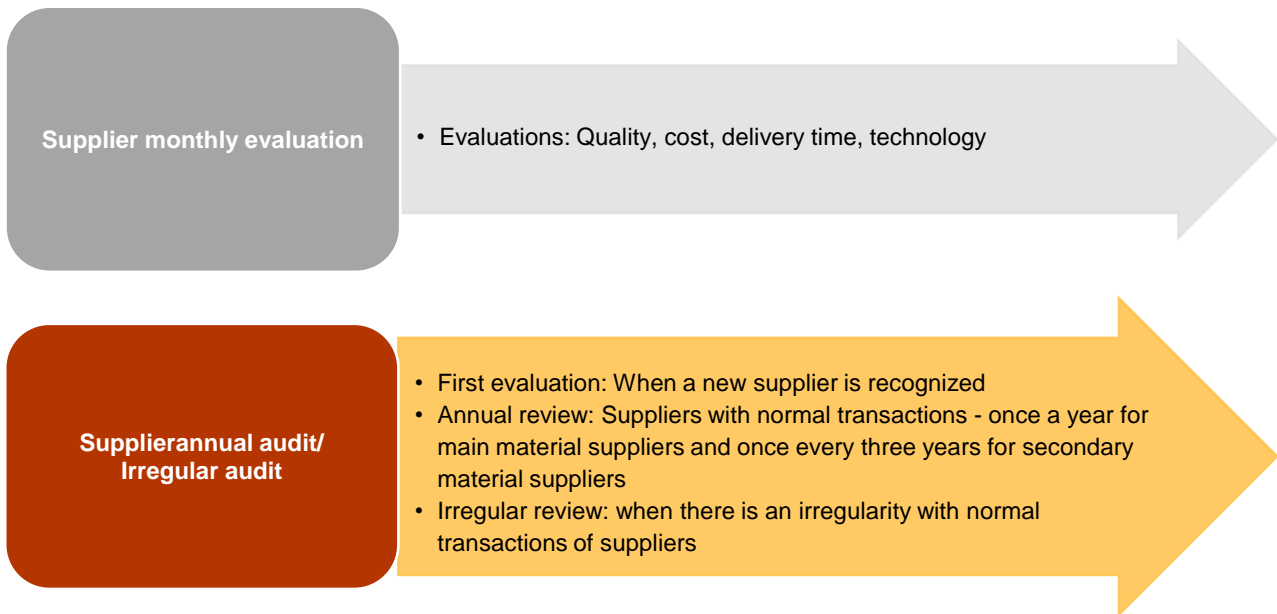 Supplier monthly evaluation
• Evaluations: Quality, cost, delivery time, technology
Supplierannual audit/
Irregular audit
• First evaluation: When a new supplier is recognized
• Annual review: Suppliers with normal transactions - once a year for
main material suppliers and once every three years for secondary
material suppliers
• Irregular review: when there is an irregularity with normal
transactions of suppliers